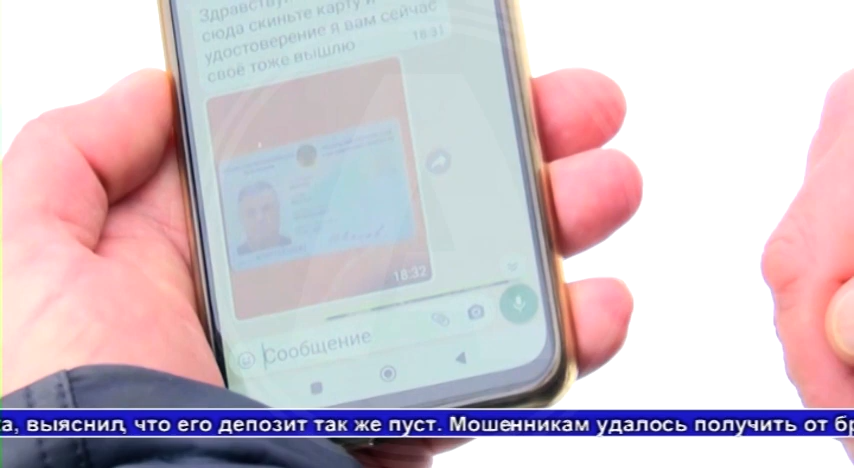 Здравству
сюда скиньте карту и
удостоверение я вам сейчас
своё тоже вышлю
18:31
18:32
Сообщение
а, выяснил, что его депозит так же пуст. Мошенникам удалось получить от бр